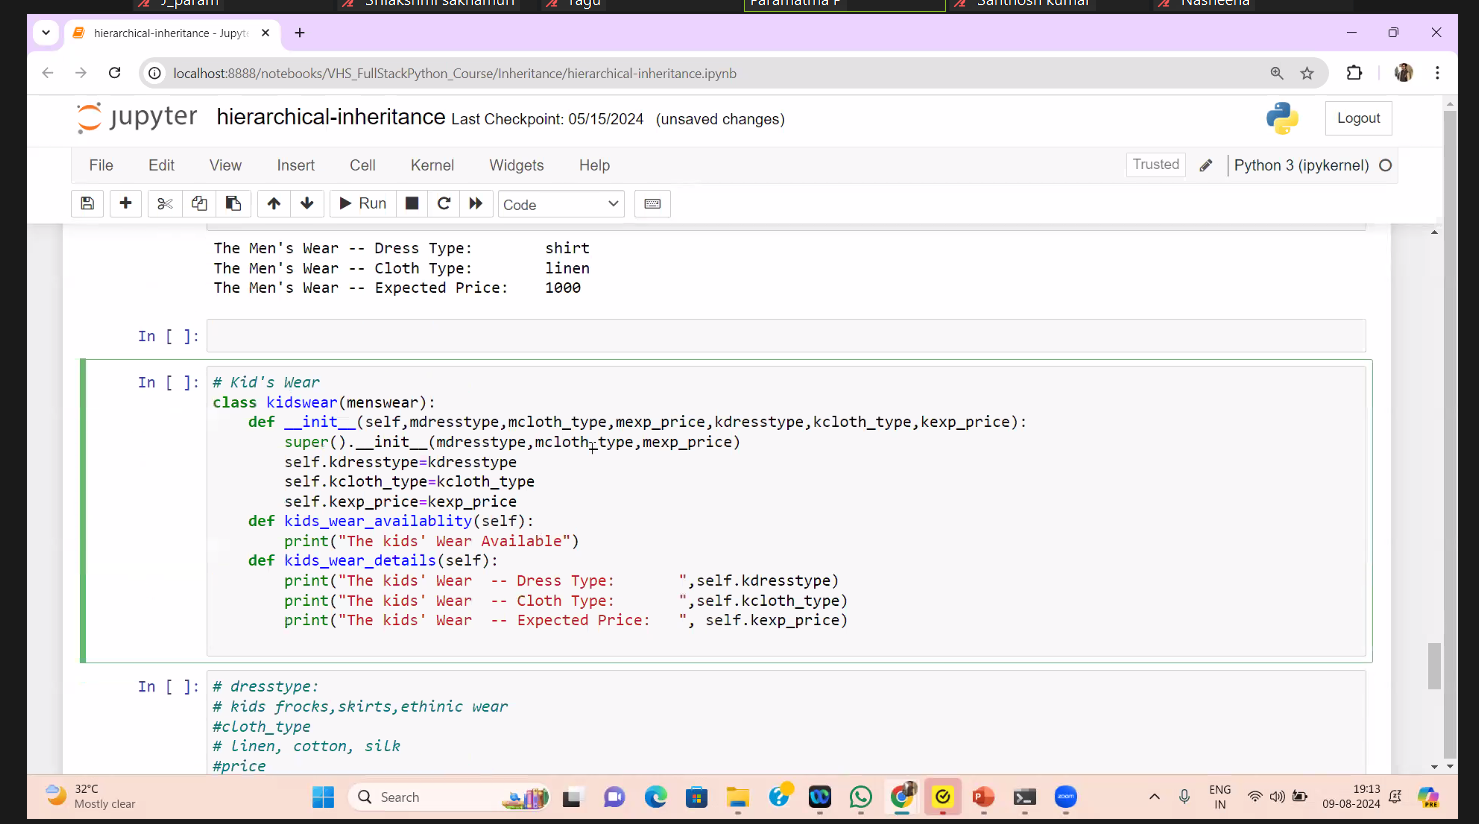 J_param Srilakshmi sakhamuri Yagu Paramatma P Santhosh kumar Nasheena
hierarchical-inheritance - Jupyt
localhost:8888/notebooks/VHS_FullStackPython_Course/Inheritance/hierarchical-inheritance.ipynb
jupyter hierarchical-inheritance Last Checkpoint: 05/15/2024 (unsaved changes) Logout
File Edit View Insert Cell Kernel Widgets Help Trusted Python 3 (ipykernel)
Run Code
The Men's Wear -- Dress Type: shirt
The Men's Wear -- Cloth Type: linen
The Men's Wear -- Expected Price: 1000
In [ ]:
In [ ]: # Kid's Wear
class kidswear(menswear):
def __init__(self,mdresstype,mcloth_type,mexp_price,kdresstype,kcloth_type,kexp_price):
super().__init__(mdresstype,mcloth_type,mexp_price)
self.kdresstype=kdresstype
self.kcloth_type=kcloth_type
self.kexp_price=kexp_price
def kids_wear_availablity(self):
print("The kids' Wear Available")
def kids_wear_details(self):
print("The kids' Wear -- Dress Type: ",self.kdresstype)
print("The kids' Wear -- Cloth Type: ",self.kcloth_type)
print("The kids' Wear -- Expected Price: ", self.kexp_price)
In [ ]: # dresstype:
# kids frocks,skirts,ethinic wear
#cloth_type
# linen, cotton, silk
#price
32°C
Mostly clear
Search
zoom
ENG
IN
19:13
09-08-2024
PRE